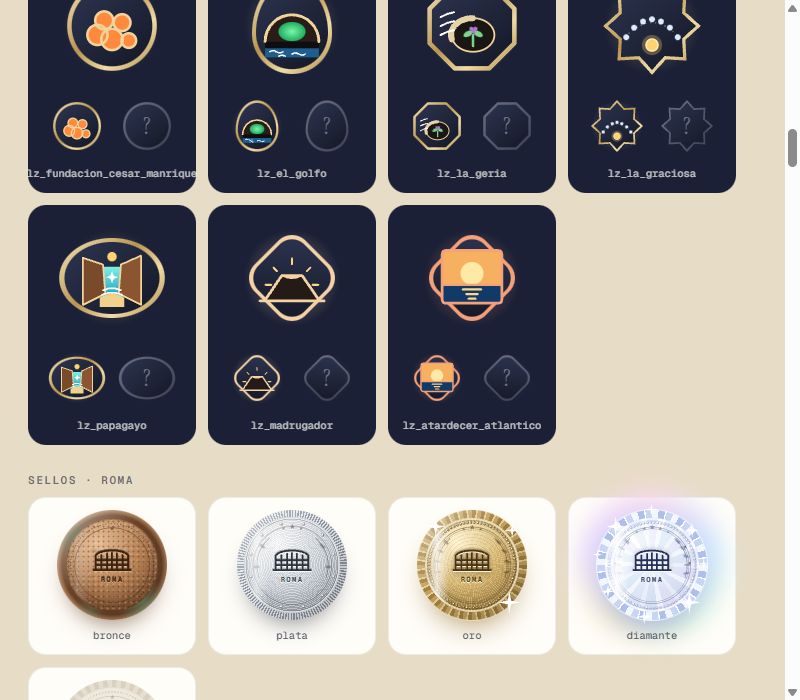 ? ? ? ?
lz_fundacion_cesar_manrique lz_el_golfo lz_la_geria lz_la_graciosa
? ? ?
lz_papagayo lz_madrugador lz_atardecer_atlantico
SELLOS · ROMA
ROMA ROMA ROMA ROMA
bronce plata oro diamante